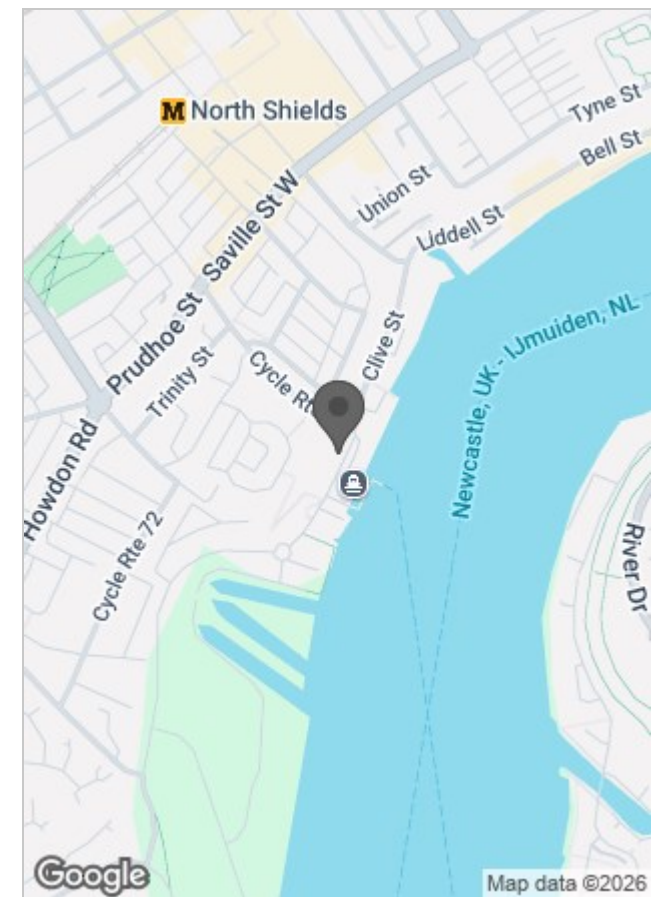 M North Shields
Tyne St
Bell St
Union St
Saville St W
Liddell St
Prudhoe St
Clive St
Newcastle, UK - IJmuiden, NL
Trinity St
Cycle Rt
Howdon Rd
Cycle Rte 72
River Dr
Google
Map data ©2026